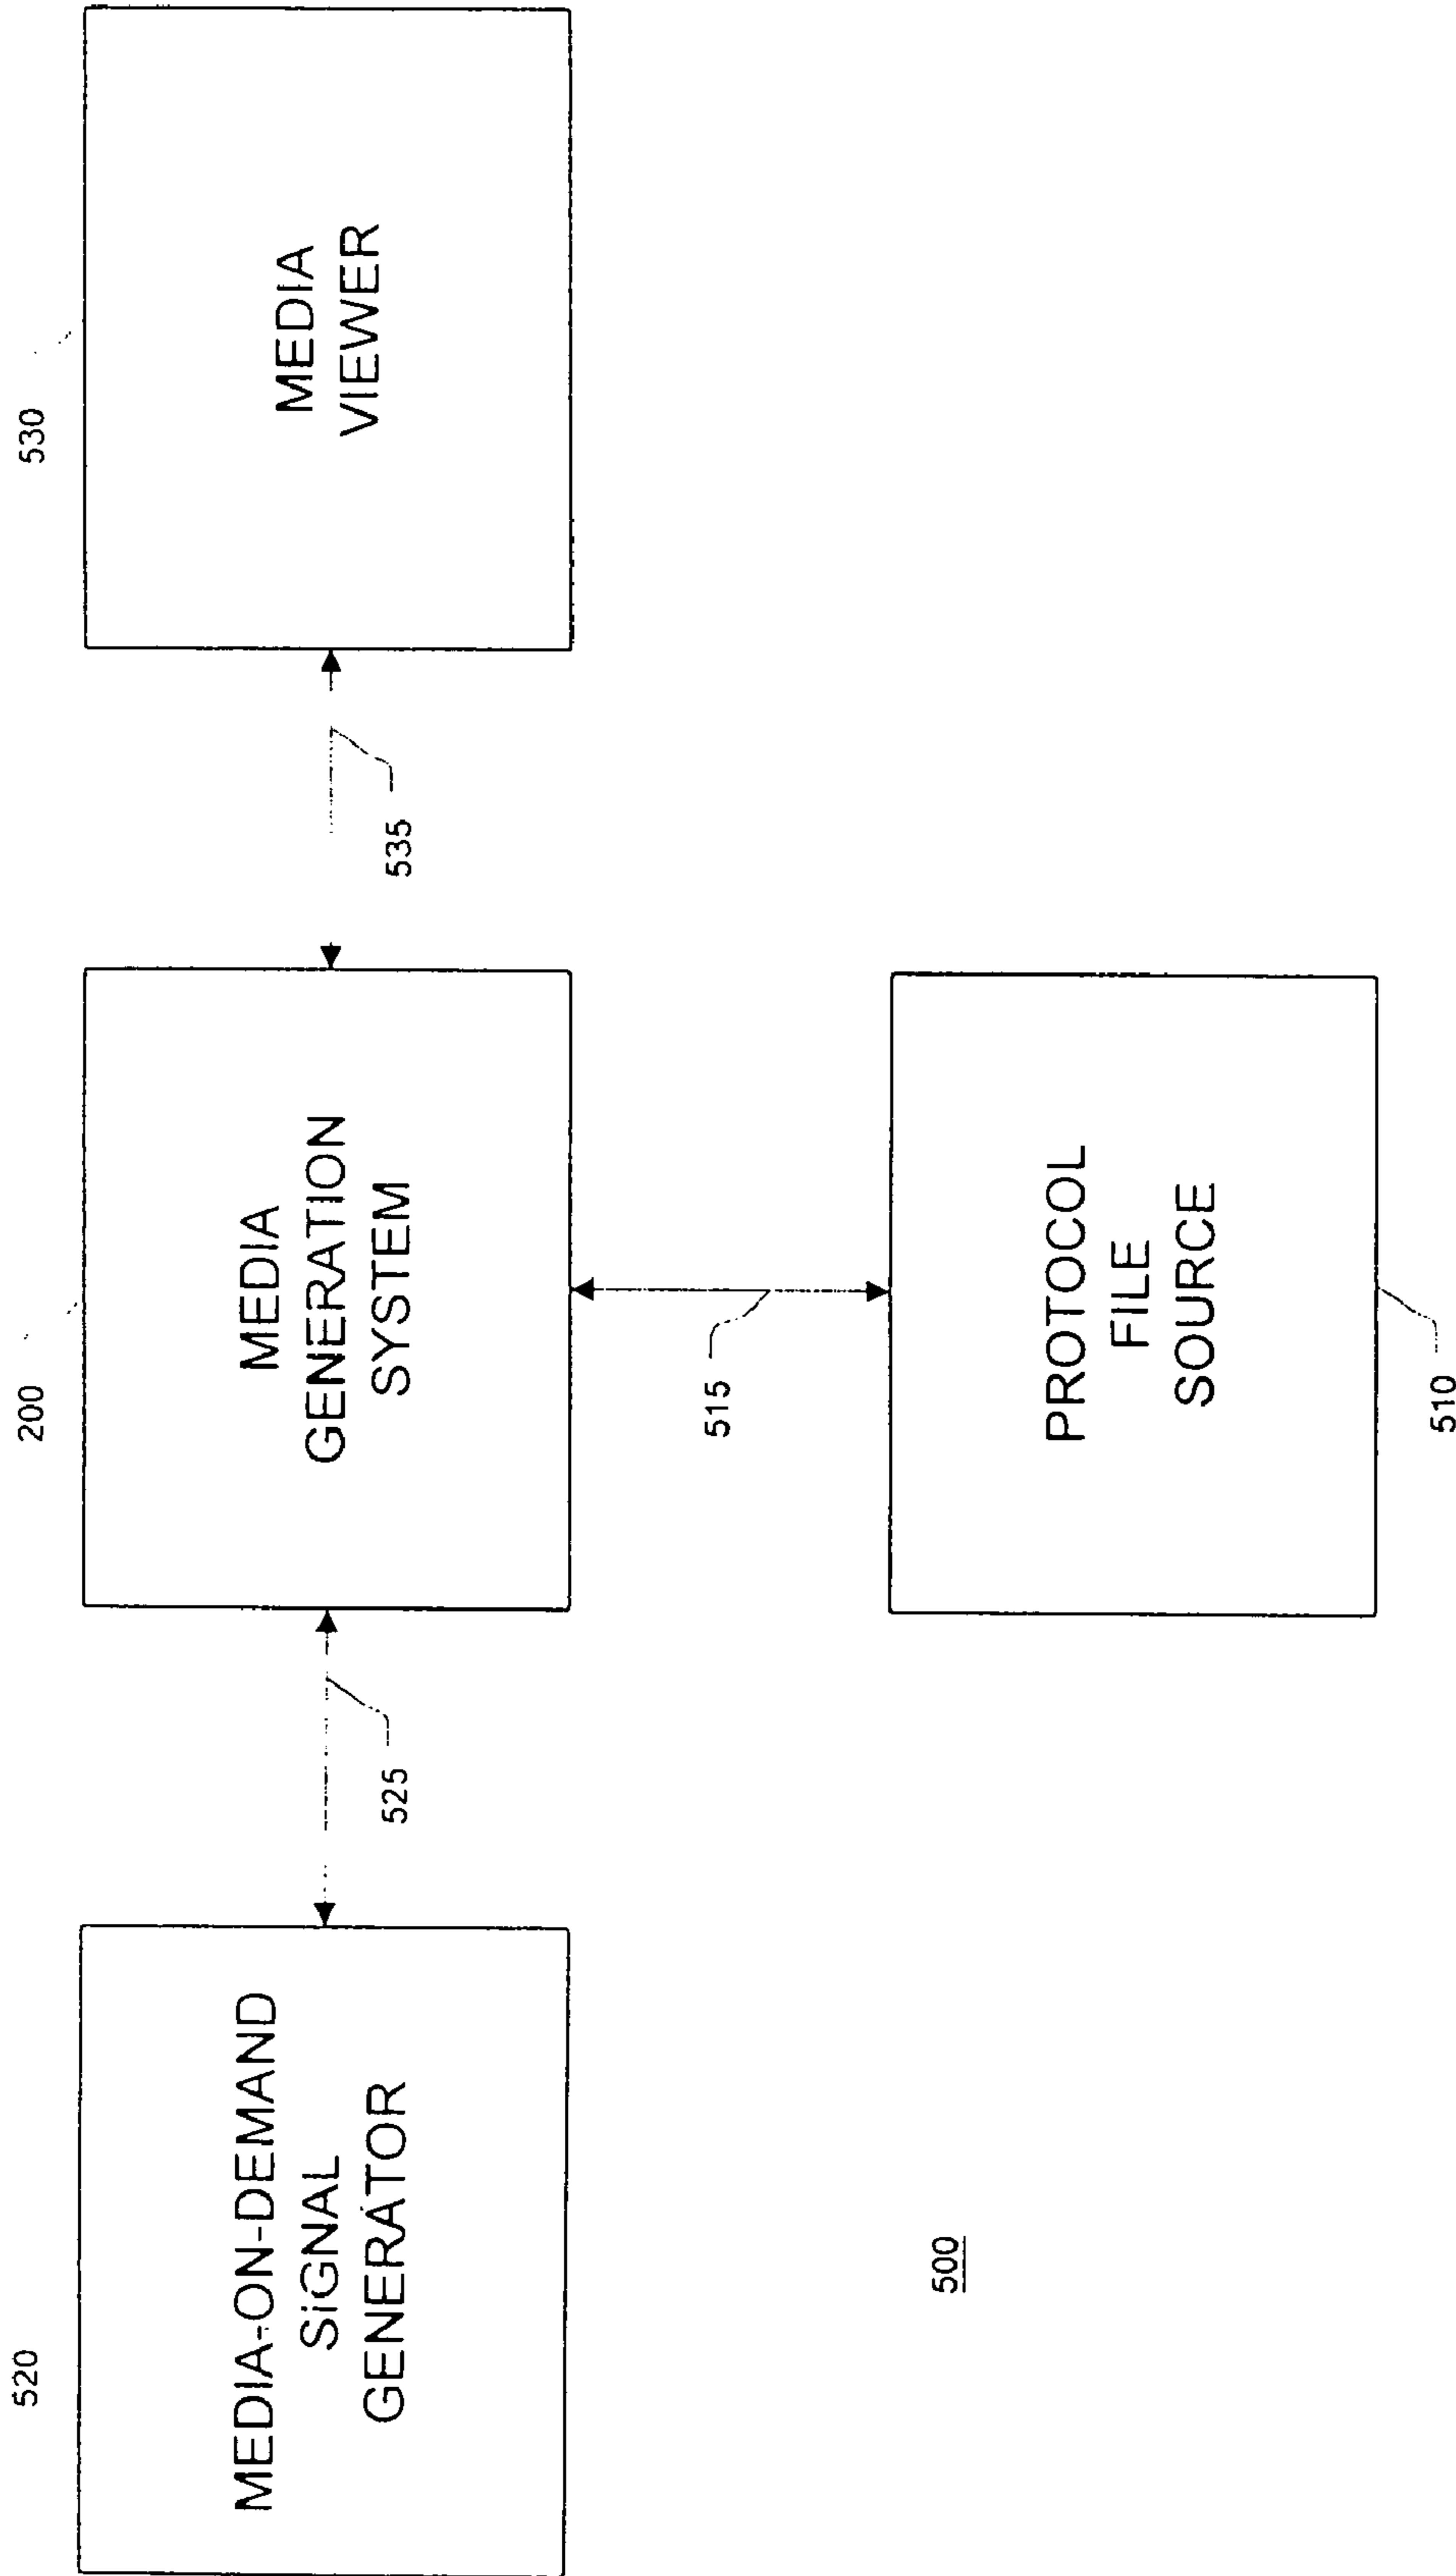 520
MEDIA-ON-DEMAND
SIGNAL
GENERATOR
525
200
MEDIA
GENERATION
SYSTEM
535
530
MEDIA
VIEWER
515
PROTOCOL
FILE
SOURCE
510
500